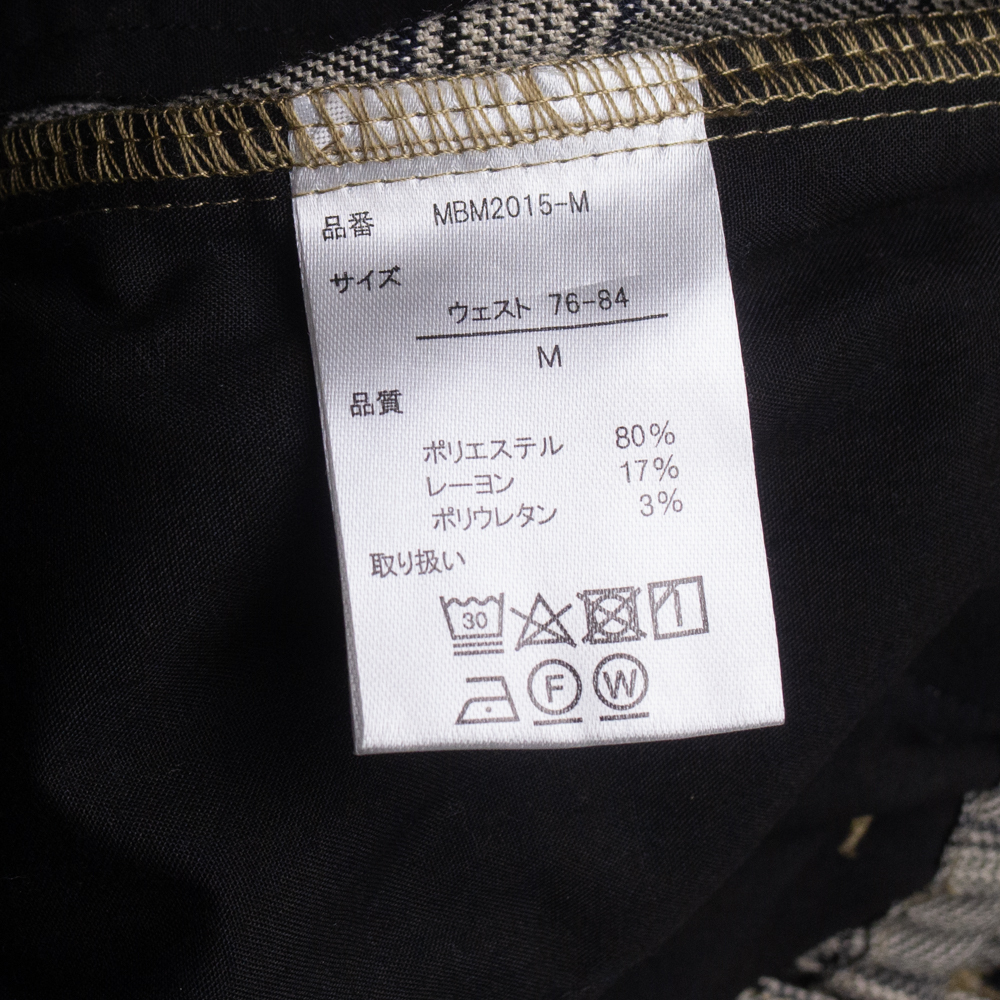 品番 MBM2015-M
サイズ
ウェスト 76-84
M
品質
ポリエステル 80%
レーヨン 17%
ポリウレタン 3%
取り扱い
30
F W